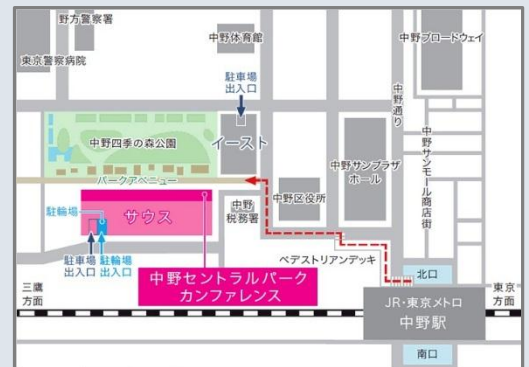 野方警察署
東京警察病院
中野体育館
中野ブロードウェイ
駐車場
出入口
中野通り
中野四季の森公園
イースト
中野サンプラザ
ホール
中野サンモール商店街
パークアベニュー
駐輪場
サウス
中野
税務署
中野区役所
駐車場
出入口
駐輪場
出入口
ペデストリアンデッキ
中野セントラルパーク
カンファレンス
北口
三鷹
方面
東京
方面
JR・東京メトロ
中野駅
南口